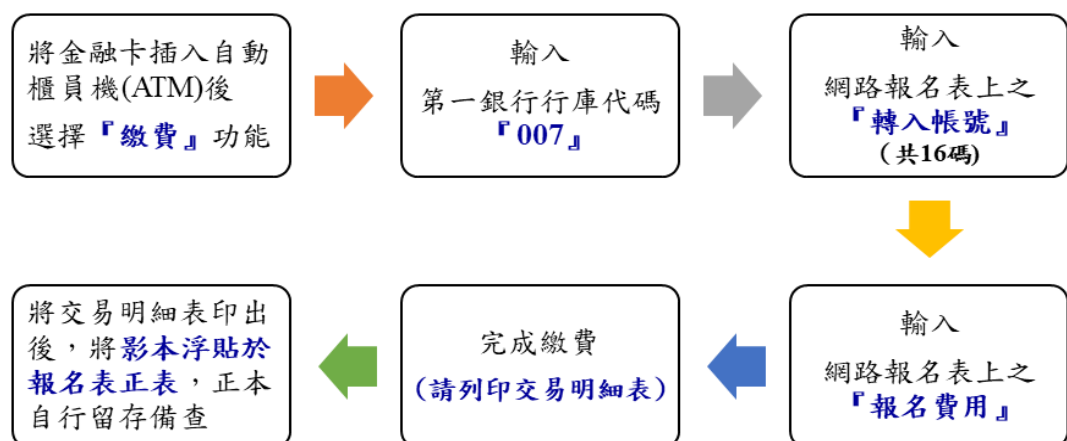 將金融卡插入自動
櫃員機(ATM)後
選擇『繳費』功能
輸入
第一銀行行庫代碼
『007』
輸入
網路報名表上之
『轉入帳號』
（共16碼)
輸入
網路報名表上之
『報名費用』
完成繳費
（請列印交易明細表）
將交易明細表印出
後，將影本浮貼於
報名表正表，正本
自行留存備查